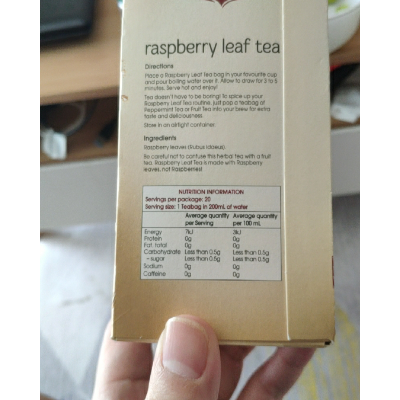 raspberry leaf tea
Directions
Place a Raspberry Leaf Tea bag in your favourite cup
and pour boiling water over it. Allow to draw for 3 to 5
minutes. Serve hot and enjoy!
Tea doesn't have to be boring! To spice up your
Raspberry Leaf Tea routine, just pop a teabag of
Peppermint Tea or Fruit Tea into your brew for extra
taste and deliciousness.
Store in an airtight container.
Ingredients
Raspberry leaves (Rubus idaeus).
Be careful not to confuse this herbal tea with a fruit
tea. Raspberry Leaf Tea is made with Raspberry
leaves, not Raspberries!
NUTRITION INFORMATION
Servings per package: 20
Serving size: 1 Teabag in 200mL of water
Average quantity Average quantity
per Serving per 100 mL
Energy 7kJ 3kJ
Protein 0g 0g
Fat, total 0g 0g
Carbohydrate Less than 0.5g Less than 0.5g
- sugar Less than 0.5g Less than 0.5g
Sodium 0g 0g
Caffeine 0g 0g